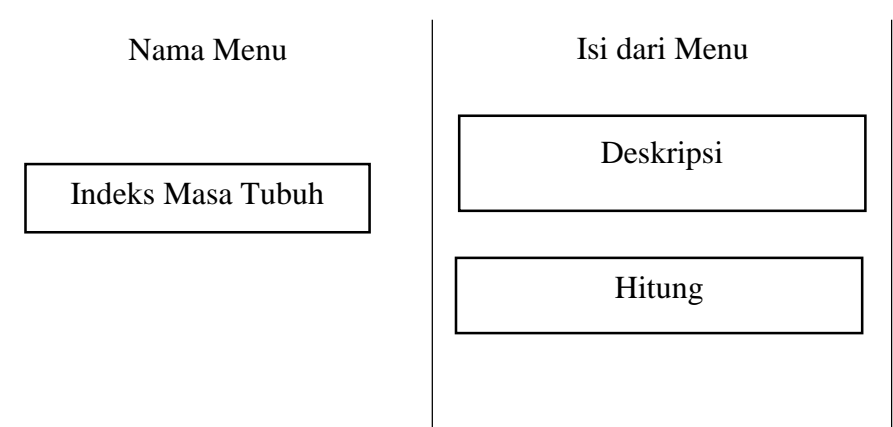 Nama Menu
Isi dari Menu
Indeks Masa Tubuh
Deskripsi
Hitung